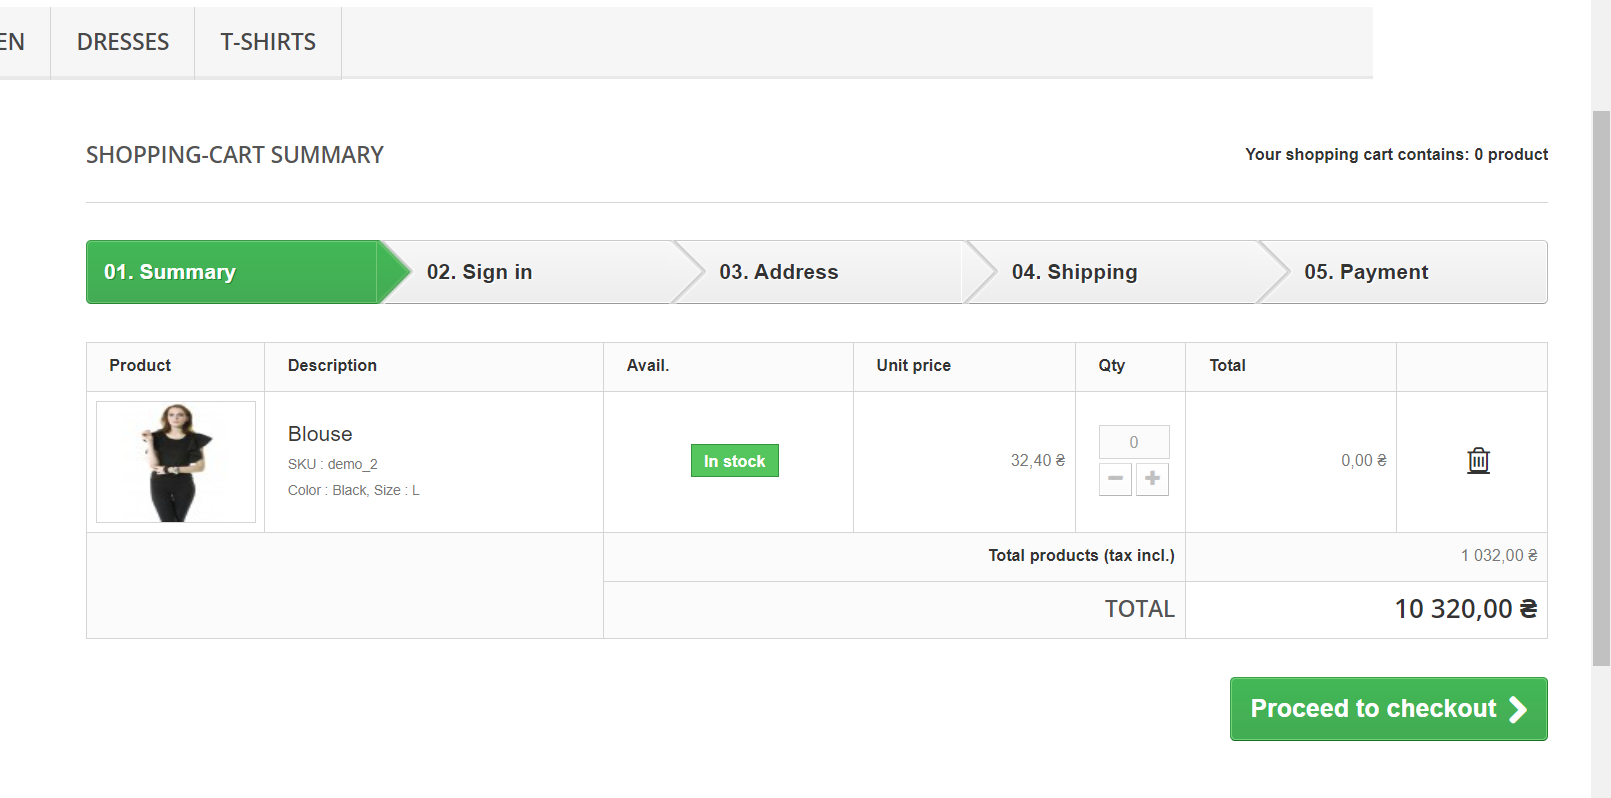 EN DRESSES T-SHIRTS
SHOPPING-CART SUMMARY
Your shopping cart contains: 0 product
01. Summary 02. Sign in 03. Address 04. Shipping 05. Payment
Product Description Avail. Unit price Qty Total
Blouse
SKU : demo_2
Color : Black, Size : L
In stock
32,40 ₴
0
0,00 ₴
Total products (tax incl.) 1 032,00 ₴
TOTAL 10 320,00 ₴
Proceed to checkout